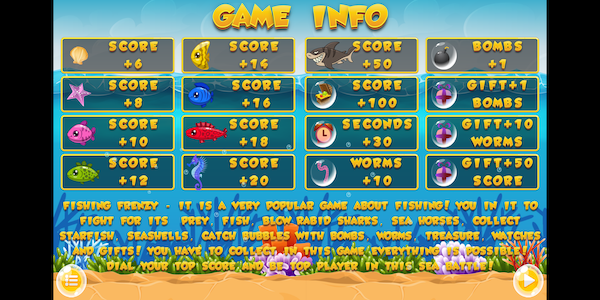 GAME INFO
SCORE +6
SCORE +14
SCORE +50
BOMBS +1
SCORE +8
SCORE +16
SCORE +100
GIFT+1 BOMBS
SCORE +10
SCORE +18
SECONDS +30
GIFT+10 WORMS
SCORE +12
SCORE +20
WORMS +10
GIFT+50 SCORE
FISHING FRENZY - IT IS A VERY POPULAR GAME ABOUT FISHING! YOU IN IT TO
FIGHT FOR ITS PREY FISH, BLOW RABID SHARKS, SEA HORSES, COLLECT
STARFISH, SEASHELLS, CATCH BUBBLES WITH BOMBS, WORMS, TREASURE, WATCHES
AND GIFTS! YOU HAVE TO COLLECT IN THIS GAME EVERYTHING IS POSSIBLE!
DIAL YOUR TOP SCORE AND BE TOP PLAYER IN THIS SEA BATTLE!